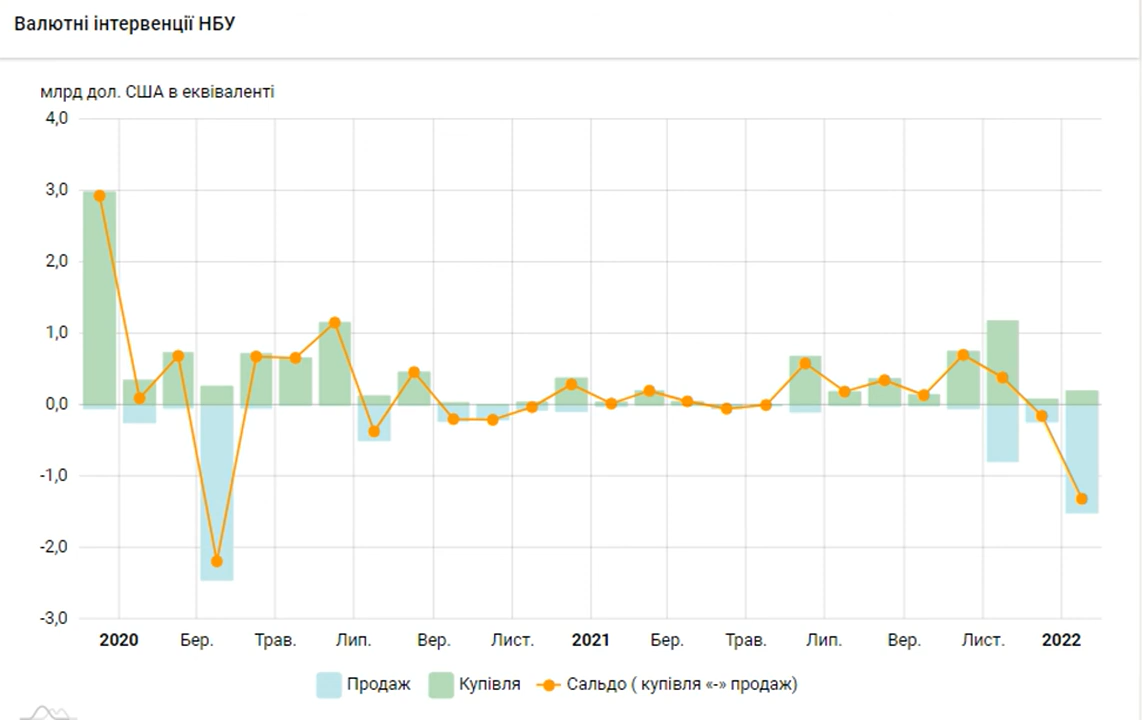 Валютні інтервенції НБУ
млрд дол. США в еквіваленті
4,0
3,0
2,0
1,0
0,0
-1,0
-2,0
-3,0
2020 Бер. Трав. Лип. Вер. Лист. 2021 Бер. Трав. Лип. Вер. Лист. 2022
Продаж Купівля Сальдо ( купівля «-» продаж)